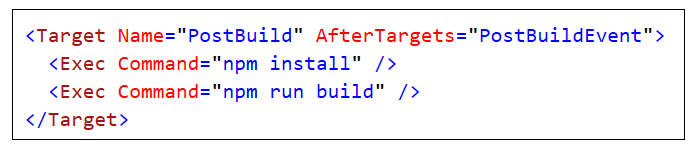 <Target Name="PostBuild" AfterTargets="PostBuildEvent">
<Exec Command="npm install" />
<Exec Command="npm run build" />
</Target>